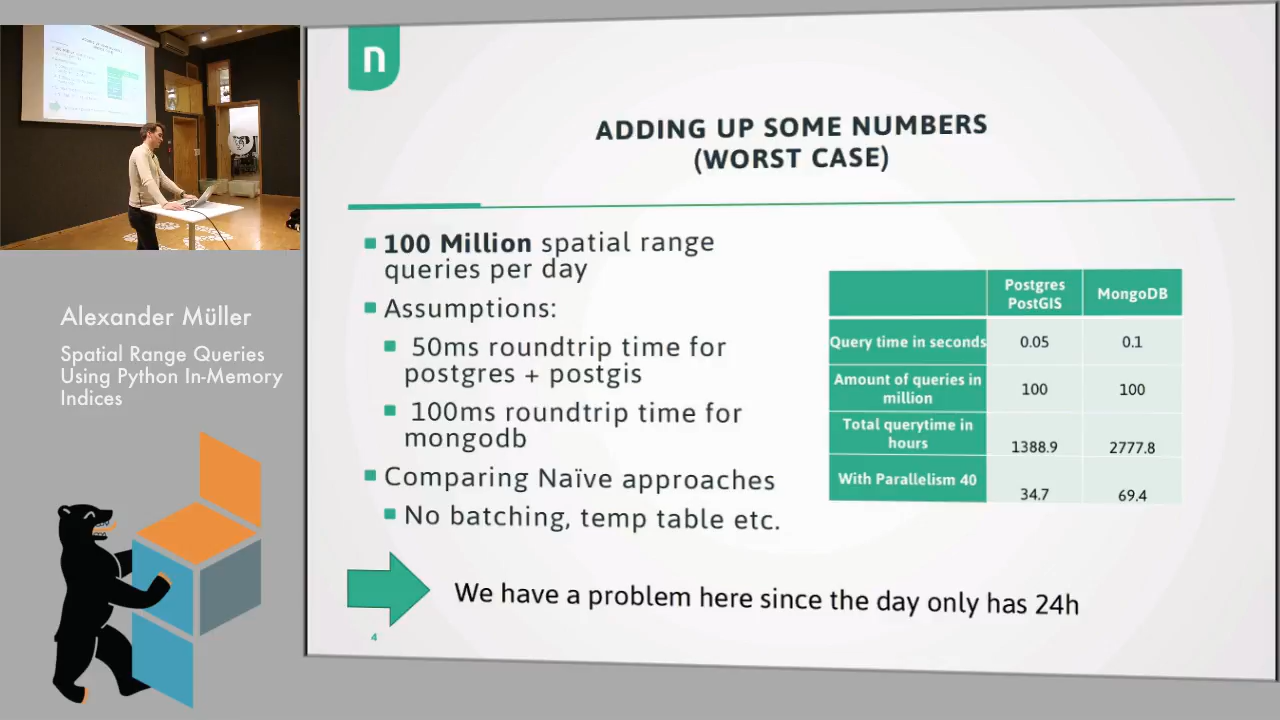 n
ADDING UP SOME NUMBERS
(WORST CASE)
100 Million spatial range
queries per day
Assumptions:
50ms roundtrip time for
postgres + postgis
100ms roundtrip time for
mongodb
Comparing Naïve approaches
No batching, temp table etc.
Postgres
PostGIS
MongoDB
Query time in seconds
0.05
0.1
Amount of queries in
million
100
100
Total querytime in
hours
1388.9
2777.8
With Parallelism 40
34.7
69.4
We have a problem here since the day only has 24h
4
Alexander Müller
Spatial Range Queries
Using Python In-Memory
Indices